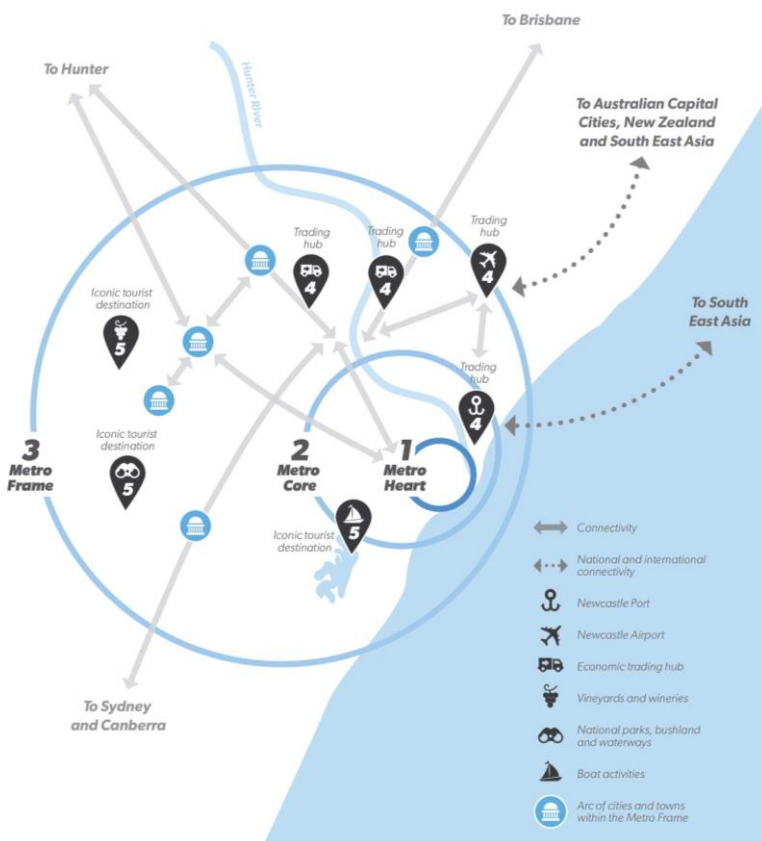 To Brisbane
To Hunter
Hunter River
To Australian Capital
Cities, New Zealand
and South East Asia
Trading
hub
4
Trading
hub
4
Trading
hub
4
Iconic tourist
destination
5
To South
East Asia
Trading
hub
4
Iconic tourist
destination
5
3
Metro
Frame
2
Metro
Core
1
Metro
Heart
5
Iconic tourist
destination
To Sydney
and Canberra
Connectivity
National and international
connectivity
Newcastle Port
Newcastle Airport
Economic trading hub
Vineyards and wineries
National parks, bushland
and waterways
Boat activities
Arc of cities and towns
within the Metro Frame